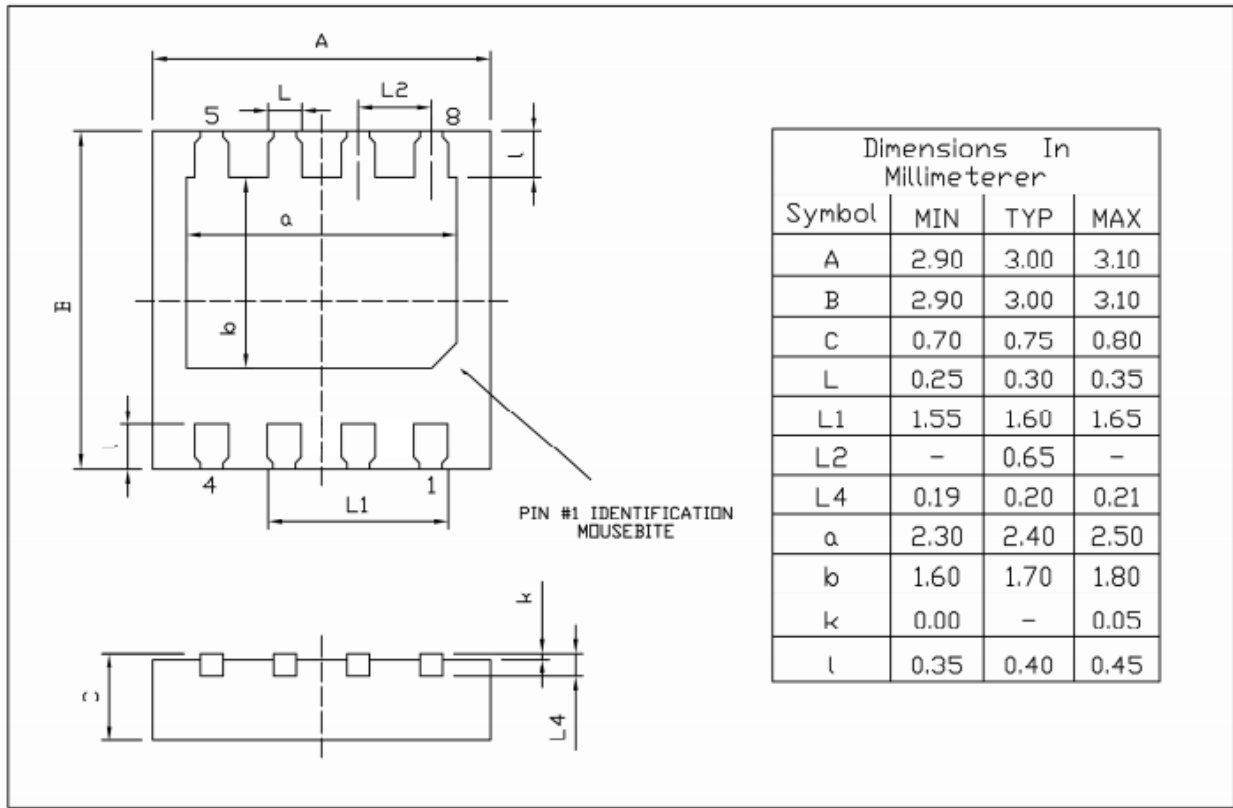 A
L
L2
5
8
l
a
B
b
l
4
1
L1
PIN #1 IDENTIFICATION
MOUSEBITE
k
C
L4
Dimensions In
Millimeterer
Symbol MIN TYP MAX
A 2.90 3.00 3.10
B 2.90 3.00 3.10
C 0.70 0.75 0.80
L 0.25 0.30 0.35
L1 1.55 1.60 1.65
L2 - 0.65 -
L4 0.19 0.20 0.21
a 2.30 2.40 2.50
b 1.60 1.70 1.80
k 0.00 - 0.05
l 0.35 0.40 0.45